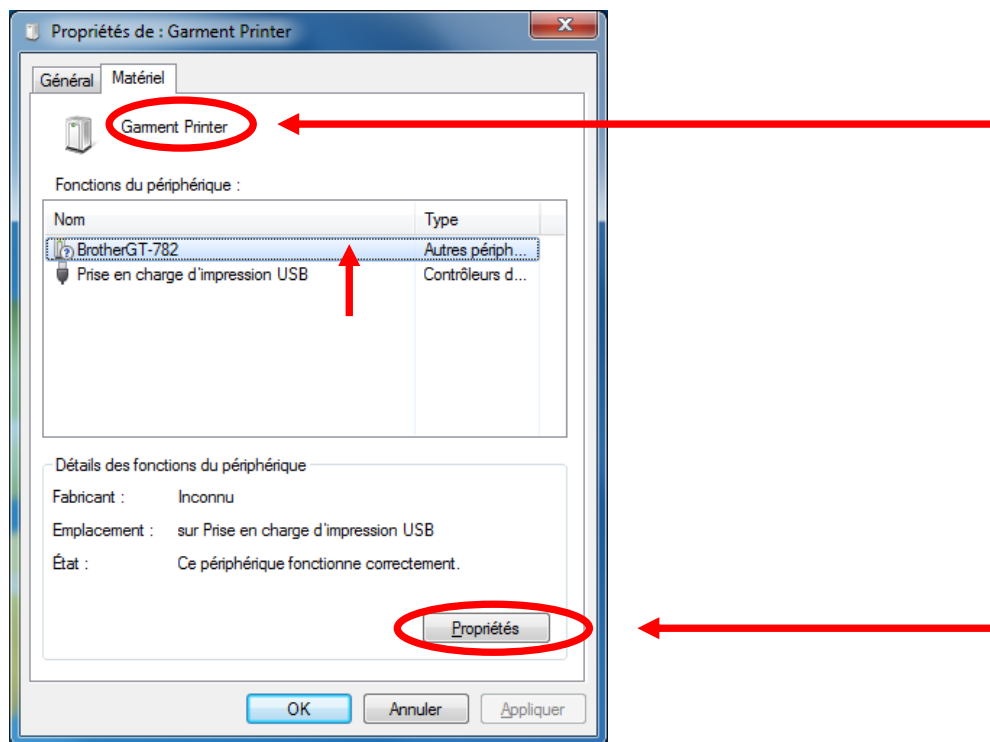 Propriétés de : Garment Printer
Général Matériel
Garment Printer
Fonctions du périphérique :
Nom Type
BrotherGT-782 Autres périph...
Prise en charge d'impression USB Contrôleurs d...
Détails des fonctions du périphérique
Fabricant : Inconnu
Emplacement : sur Prise en charge d'impression USB
État : Ce périphérique fonctionne correctement.
Propriétés
OK Annuler Appliquer